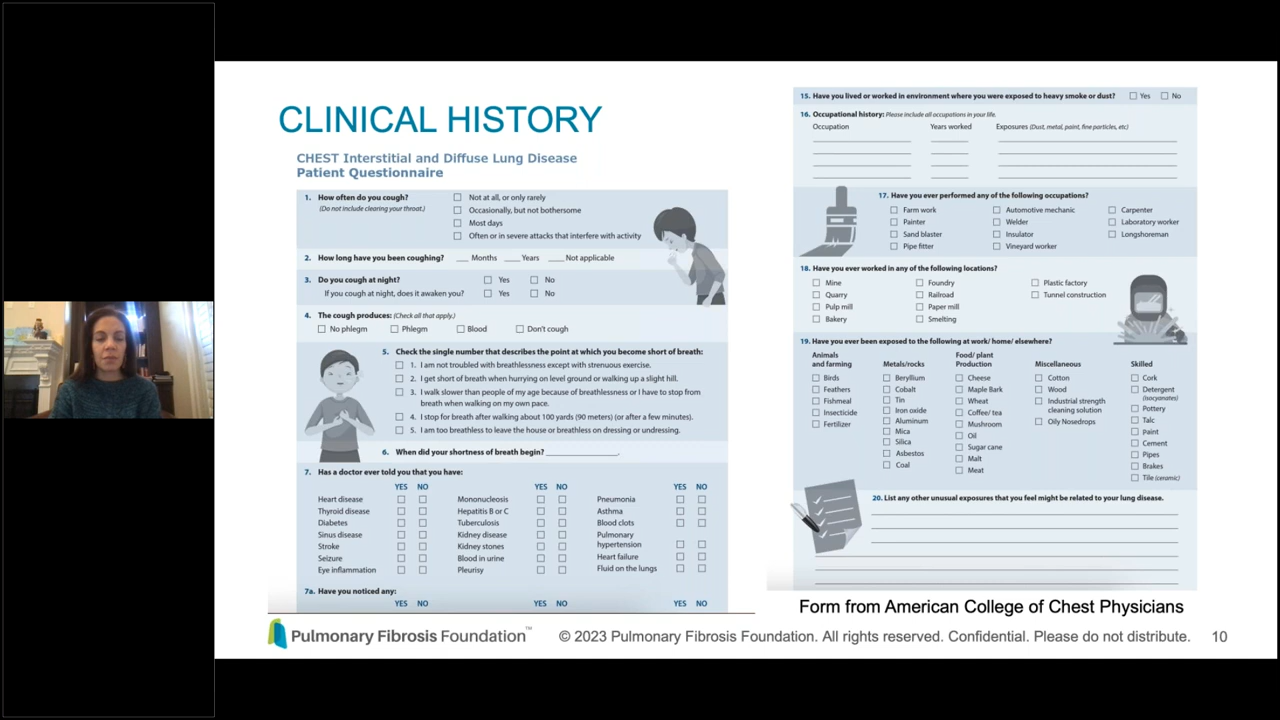 CLINICAL HISTORY
CHEST Interstitial and Diffuse Lung Disease
Patient Questionnaire
1. How often do you cough?
(Do not include clearing your throat.)
Not at all, or only rarely
Occasionally, but not bothersome
Most days
Often or in severe attacks that interfere with activity
2. How long have you been coughing? ___ Months ___ Years ___ Not applicable
3. Do you cough at night? Yes No
If you cough at night, does it awaken you? Yes No
4. The cough produces: (Check all that apply.)
No phlegm Phlegm Blood Don't cough
5. Check the single number that describes the point at which you become short of breath:
1. I am not troubled with breathlessness except with strenuous exercise.
2. I get short of breath when hurrying on level ground or walking up a slight hill.
3. I walk slower than people of my age because of breathlessness or I have to stop from
breath when walking on my own pace.
4. I stop for breath after walking about 100 yards (90 meters) (or after a few minutes).
5. I am too breathless to leave the house or breathless on dressing or undressing.
6. When did your shortness of breath begin? ________________.
7. Has a doctor ever told you that you have:
YES NO YES NO YES NO
Heart disease Mononucleosis Pneumonia
Thyroid disease Hepatitis B or C Asthma
Diabetes Tuberculosis Blood clots
Sinus disease Kidney disease Pulmonary
Stroke Kidney stones hypertension
Seizure Blood in urine Heart failure
Eye inflammation Pleurisy Fluid on the lungs
7a. Have you noticed any:
YES NO YES NO YES NO
15. Have you lived or worked in environment where you were exposed to heavy smoke or dust? Yes No
16. Occupational history: Please include all occupations in your life.
Occupation Years worked Exposures (Dust, metal, paint, fine particles, etc)
17. Have you ever performed any of the following occupations?
Farm work Automotive mechanic Carpenter
Painter Welder Laboratory worker
Sand blaster Insulator Longshoreman
Pipe fitter Vineyard worker
18. Have you ever worked in any of the following locations?
Mine Foundry Plastic factory
Quarry Railroad Tunnel construction
Pulp mill Paper mill
Bakery Smelting
19. Have you ever been exposed to the following at work/ home/ elsewhere?
Animals
and farming
Birds
Feathers
Fishmeal
Insecticide
Fertilizer
Metals/rocks
Beryllium
Cobalt
Tin
Iron oxide
Aluminum
Mica
Silica
Asbestos
Coal
Food/ plant
Production
Cheese
Maple Bark
Wheat
Coffee/ tea
Mushroom
Oil
Sugar cane
Malt
Meat
Miscellaneous
Cotton
Wood
Industrial strength
cleaning solution
Oily Nosedrops
Skilled
Cork
Detergent
(Isocyanates)
Pottery
Talc
Paint
Cement
Pipes
Brakes
Tile (ceramic)
20. List any other unusual exposures that you feel might be related to your lung disease.
Form from American College of Chest Physicians
Pulmonary Fibrosis Foundation™ © 2023 Pulmonary Fibrosis Foundation. All rights reserved. Confidential. Please do not distribute. 10